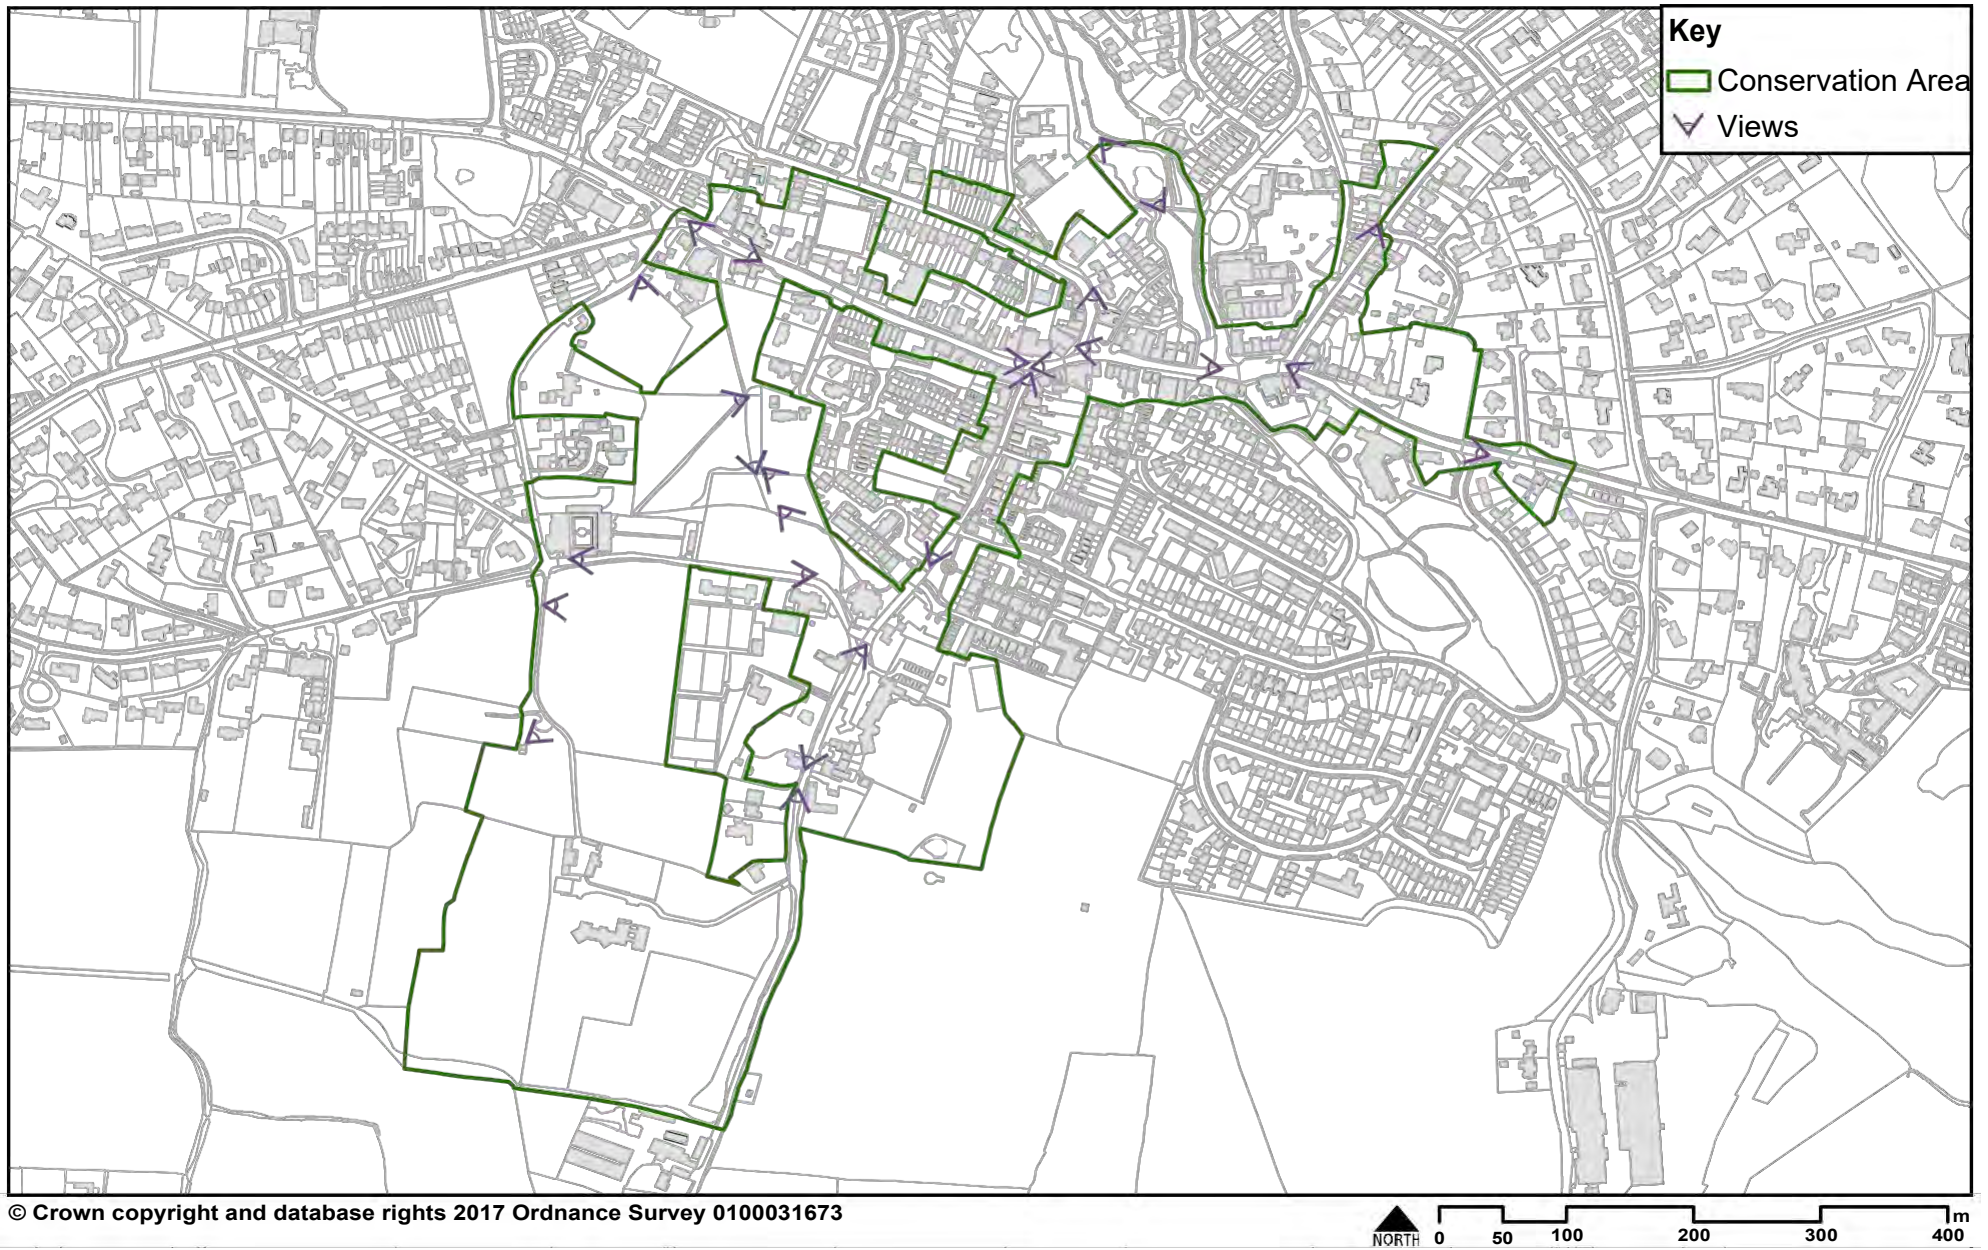 Key
Conservation Area
Views
© Crown copyright and database rights 2017 Ordnance Survey 0100031673
NORTH 0 50 100 200 300 400 m